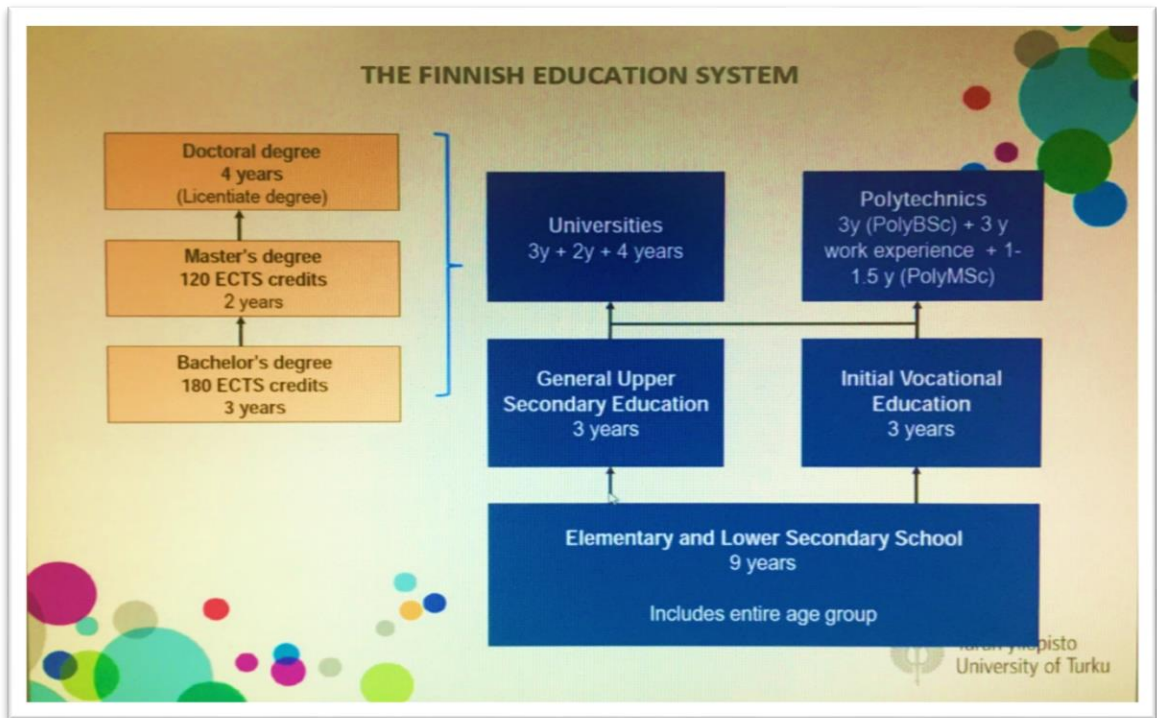 THE FINNISH EDUCATION SYSTEM
Doctoral degree
4 years
(Licentiate degree)
Master's degree
120 ECTS credits
2 years
Bachelor's degree
180 ECTS credits
3 years
Universities
3y + 2y + 4 years
Polytechnics
3y (PolyBSc) + 3 y
work experience + 1-
1.5 y (PolyMSc)
General Upper
Secondary Education
3 years
Initial Vocational
Education
3 years
Elementary and Lower Secondary School
9 years
Includes entire age group
University of Turku